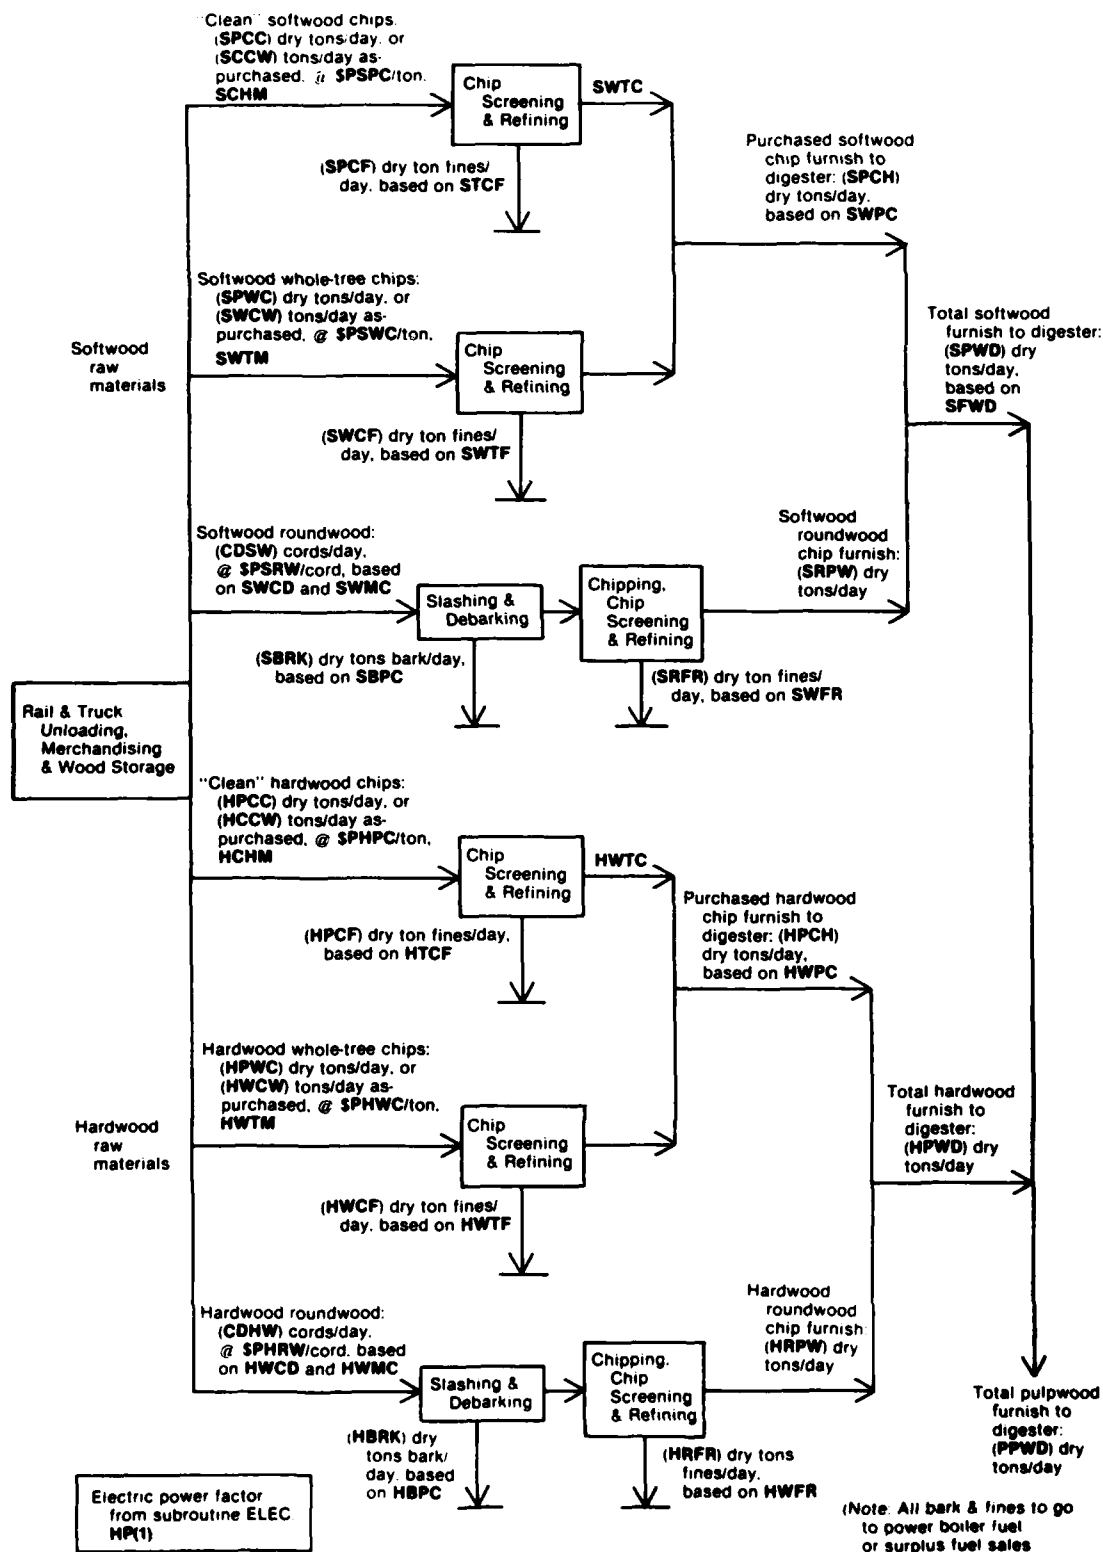 "Clean" softwood chips.
(SPCC) dry tons/day. or
(SCCW) tons/day as-
purchased. @ $PSPC/ton.
SCHM
Chip
Screening
& Refining
SWTC
(SPCF) dry ton fines/
day. based on STCF
Purchased softwood
chip furnish to
digester: (SPCH)
dry tons/day.
based on SWPC
Softwood whole-tree chips:
(SPWC) dry tons/day, or
(SWCW) tons/day as-
purchased, @ $PSWC/ton,
SWTM
Softwood
raw
materials
Chip
Screening
& Refining
(SWCF) dry ton fines/
day, based on SWTF
Total softwood
furnish to digester:
(SPWD) dry
tons/day,
based on
SFWD
Softwood roundwood:
(CDSW) cords/day,
@ $PSRW/cord, based
on SWCD and SWMC
Slashing &
Debarking
Chipping,
Chip
Screening
& Refining
Softwood
roundwood
chip furnish:
(SRPW) dry
tons/day
(SBRK) dry tons bark/day,
based on SBPC
(SRFR) dry ton fines/
day, based on SWFR
Rail & Truck
Unloading,
Merchandising
& Wood Storage
"Clean" hardwood chips:
(HPCC) dry tons/day, or
(HCCW) tons/day as-
purchased, @ $PHPC/ton,
HCHM
Chip
Screening
& Refining
HWTC
(HPCF) dry ton fines/day,
based on HTCF
Purchased hardwood
chip furnish to
digester: (HPCH)
dry tons/day,
based on HWPC
Hardwood whole-tree chips:
(HPWC) dry tons/day, or
(HWCW) tons/day as-
purchased, @ $PHWC/ton,
HWTM
Hardwood
raw
materials
Chip
Screening
& Refining
(HWCF) dry ton fines/
day. based on HWTF
Total hardwood
furnish to
digester:
(HPWD) dry
tons/day
Hardwood roundwood:
(CDHW) cords/day.
@ $PHRW/cord. based
on HWCD and HWMC
Slashing &
Debarking
Chipping.
Chip
Screening
& Refining
Hardwood
roundwood
chip furnish:
(HRPW) dry
tons/day
(HBRK) dry
tons bark/
day. based
on HBPC
(HRFR) dry tons
fines/day.
based on HWFR
Total pulpwood
furnish to
digester:
(PPWD) dry
tons/day
Electric power factor
from subroutine ELEC
HP(1)
(Note: All bark & fines to go
to power boiler fuel
or surplus fuel sales